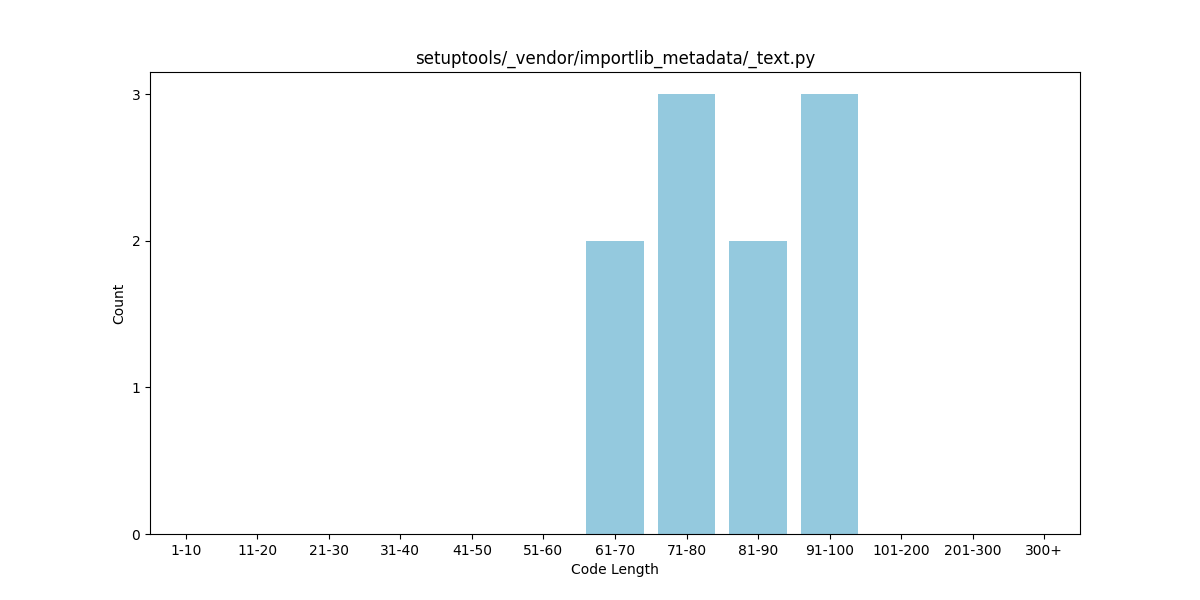 setuptools/_vendor/importlib_metadata/_text.py
3
2
1
0
Count
1-10 11-20 21-30 31-40 41-50 51-60 61-70 71-80 81-90 91-100 101-200 201-300 300+
Code Length